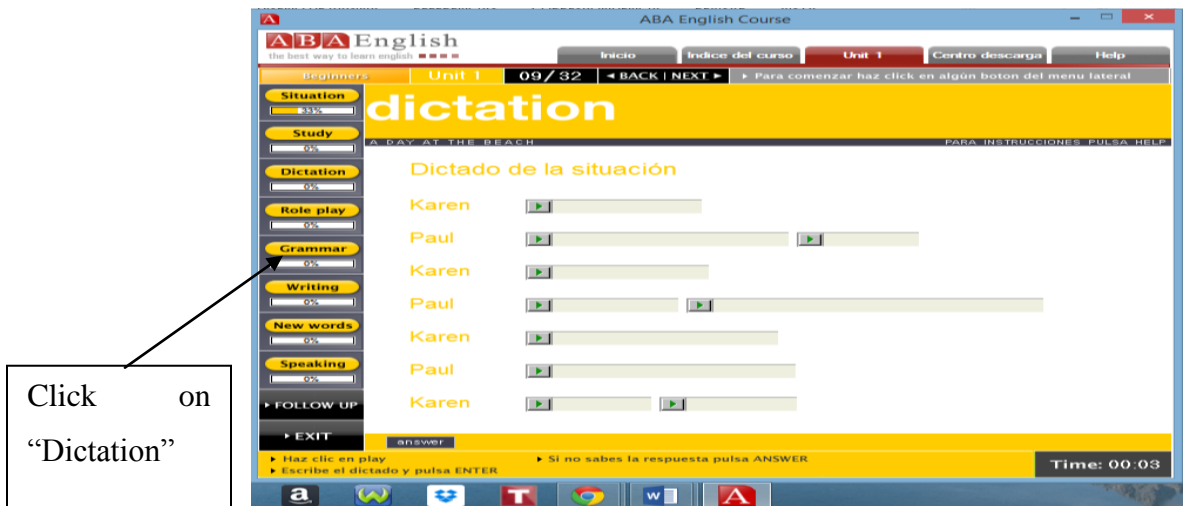 ABA English Course
A B A English
the best way to learn english
Inicio
Indice del curso
Unit 1
Centro descarga
Help
Beginners
Unit 1
09/32
◄ BACK | NEXT ►
▸ Para comenzar haz click en algún boton del menu lateral
Situation
33%
Study
0%
Dictation
0%
Role play
0%
Grammar
0%
Writing
0%
New words
0%
Speaking
0%
▸ FOLLOW UP
▸ EXIT
dictation
A DAY AT THE BEACH
PARA INSTRUCCIONES PULSA HELP
Dictado de la situación
Karen
Paul
Karen
Paul
Karen
Paul
Karen
answer
▸ Haz clic en play
▸ Escribe el dictado y pulsa ENTER
▸ Si no sabes la respuesta pulsa ANSWER
Time: 00:03
Click on
“Dictation”